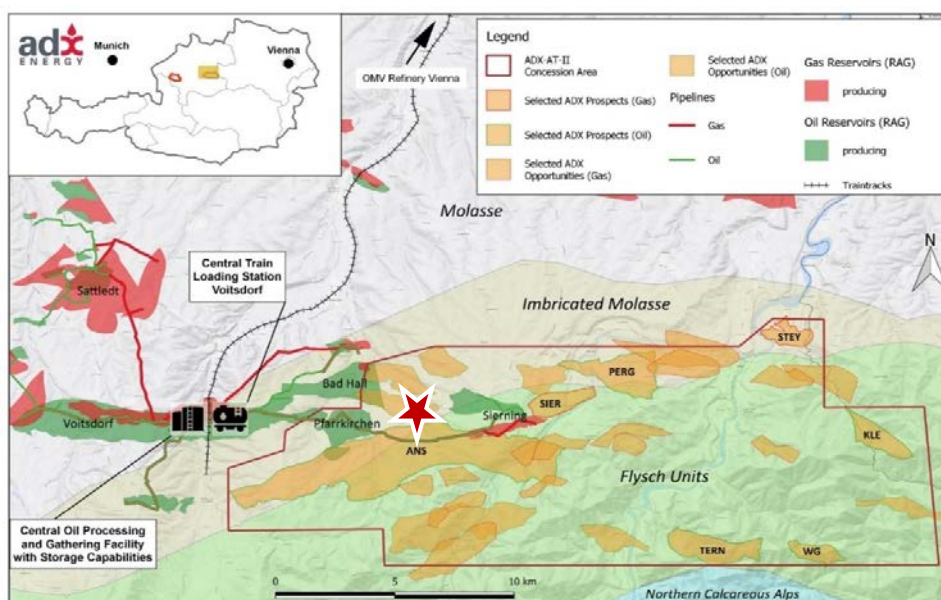 adx
ENERGY
Munich
Vienna
OMV Refinery Vienna
Legend
ADX-AT-II
Concession Area
Selected ADX Prospects (Gas)
Selected ADX Prospects (Oil)
Selected ADX
Opportunities (Gas)
Selected ADX
Opportunities (Oil)
Pipelines
Gas
Oil
Gas Reservoirs (RAG)
producing
Oil Reservoirs (RAG)
producing
Traintracks
Molasse
N
Central Train
Loading Station
Voitsdorf
Sattledt
Imbricated Molasse
STEY
PERG
Bad Hall
SIER
Voitsdorf
Pfarrkirchen
Sierning
KLE
ANS
Flysch Units
Central Oil Processing
and Gathering Facility
with Storage Capabilities
TERN
WG
0 5 10 km
Northern Calcareous Alps